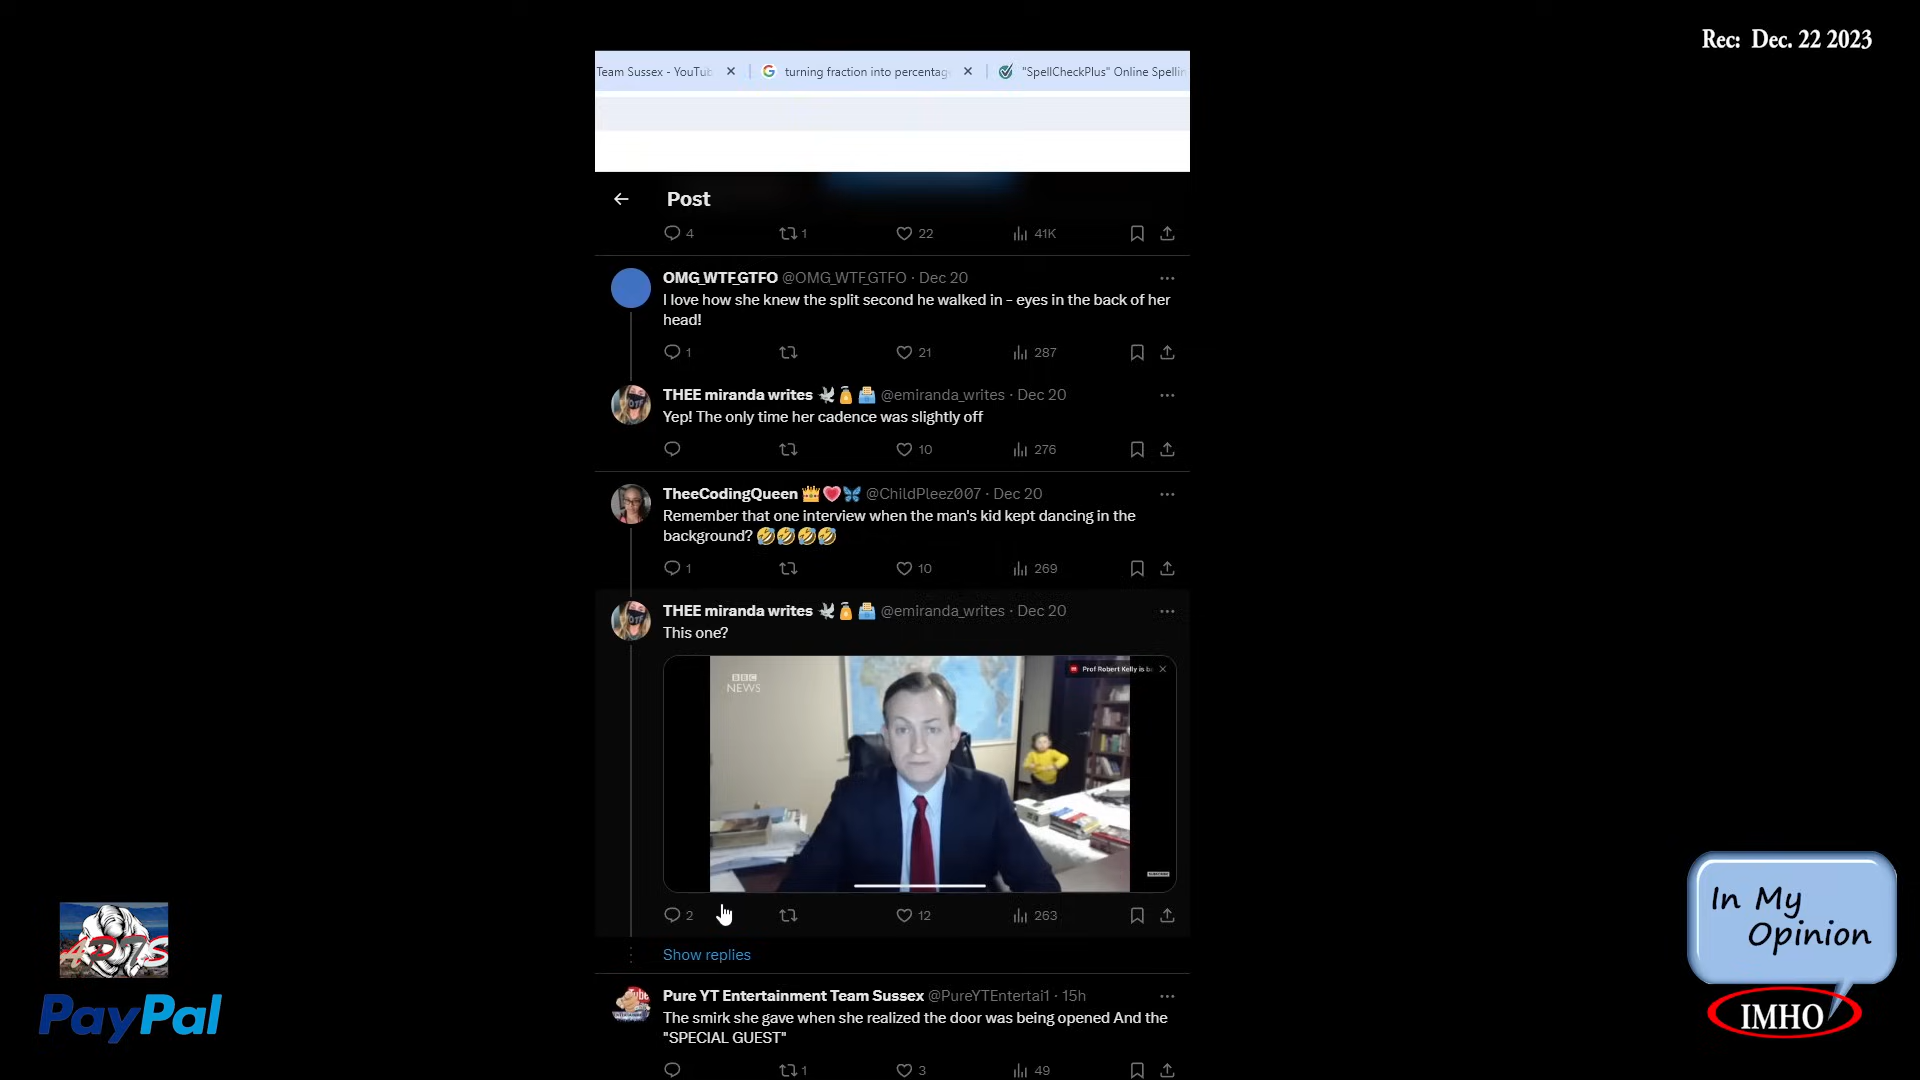 Rec: Dec. 22 2023
Team Sussex - YouTub
turning fraction into percentag
"SpellCheckPlus" Online Spellin
Post
4 1 22 41K
OMG_WTF_GTFO @OMG_WTF_GTFO · Dec 20
I love how she knew the split second he walked in - eyes in the back of her
head!
1 21 287
THEE miranda writes @emiranda_writes · Dec 20
Yep! The only time her cadence was slightly off
10 276
TheeCodingQueen @ChildPleez007 · Dec 20
Remember that one interview when the man's kid kept dancing in the
background? 🤣🤣🤣🤣
1 10 269
THEE miranda writes @emiranda_writes · Dec 20
This one?
BBC
NEWS
Prof Robert Kelly is b
2 12 263
Show replies
Pure YT Entertainment Team Sussex @PureYTEntertai1 · 15h
The smirk she gave when she realized the door was being opened And the
"SPECIAL GUEST"
1 3 49
PayPal
In My
Opinion
IMHO